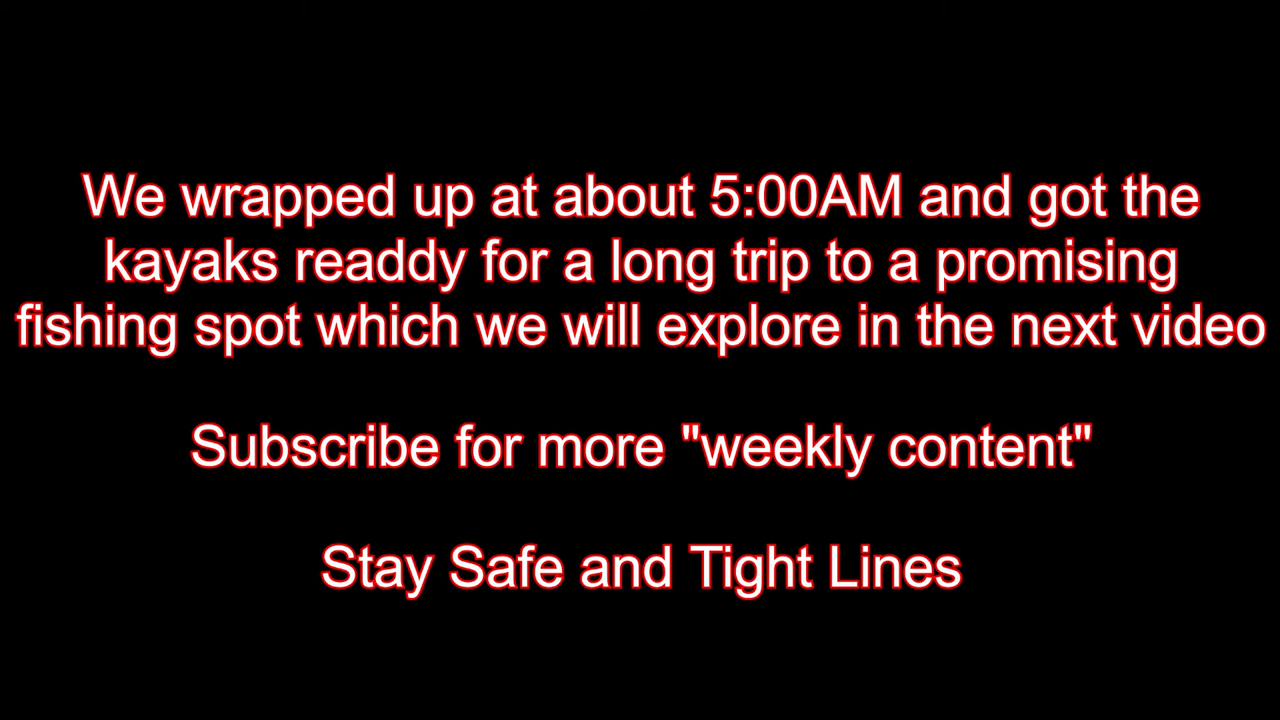 We wrapped up at about 5:00AM and got the
kayaks readdy for a long trip to a promising
fishing spot which we will explore in the next video
Subscribe for more "weekly content"
Stay Safe and Tight Lines